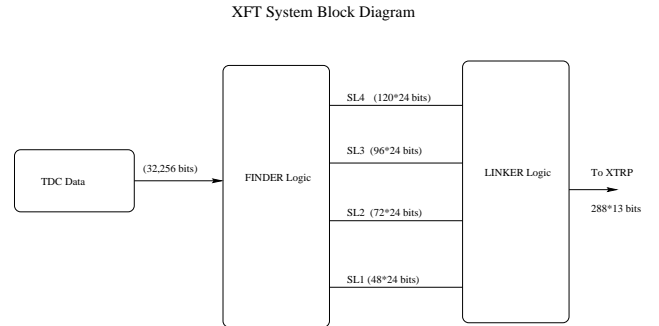 XFT System Block Diagram
SL4 (120*24 bits)
SL3 (96*24 bits)
(32,256 bits)
TDC Data
FINDER Logic
LINKER Logic
To XTRP
288*13 bits
SL2 (72*24 bits)
SL1 (48*24 bits)